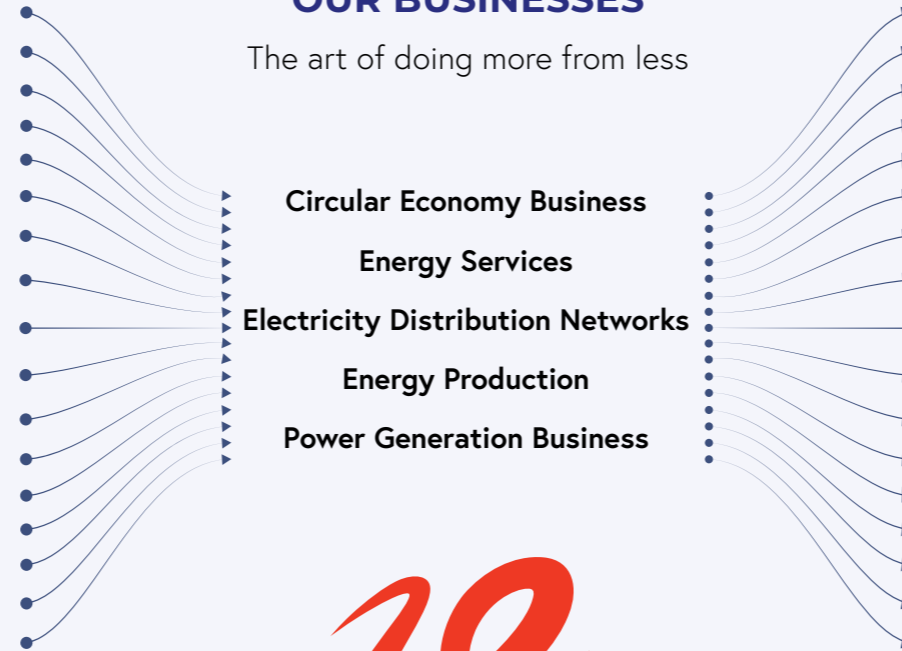 OUR BUSINESSES
The art of doing more from less
Circular Economy Business
Energy Services
Electricity Distribution Networks
Energy Production
Power Generation Business